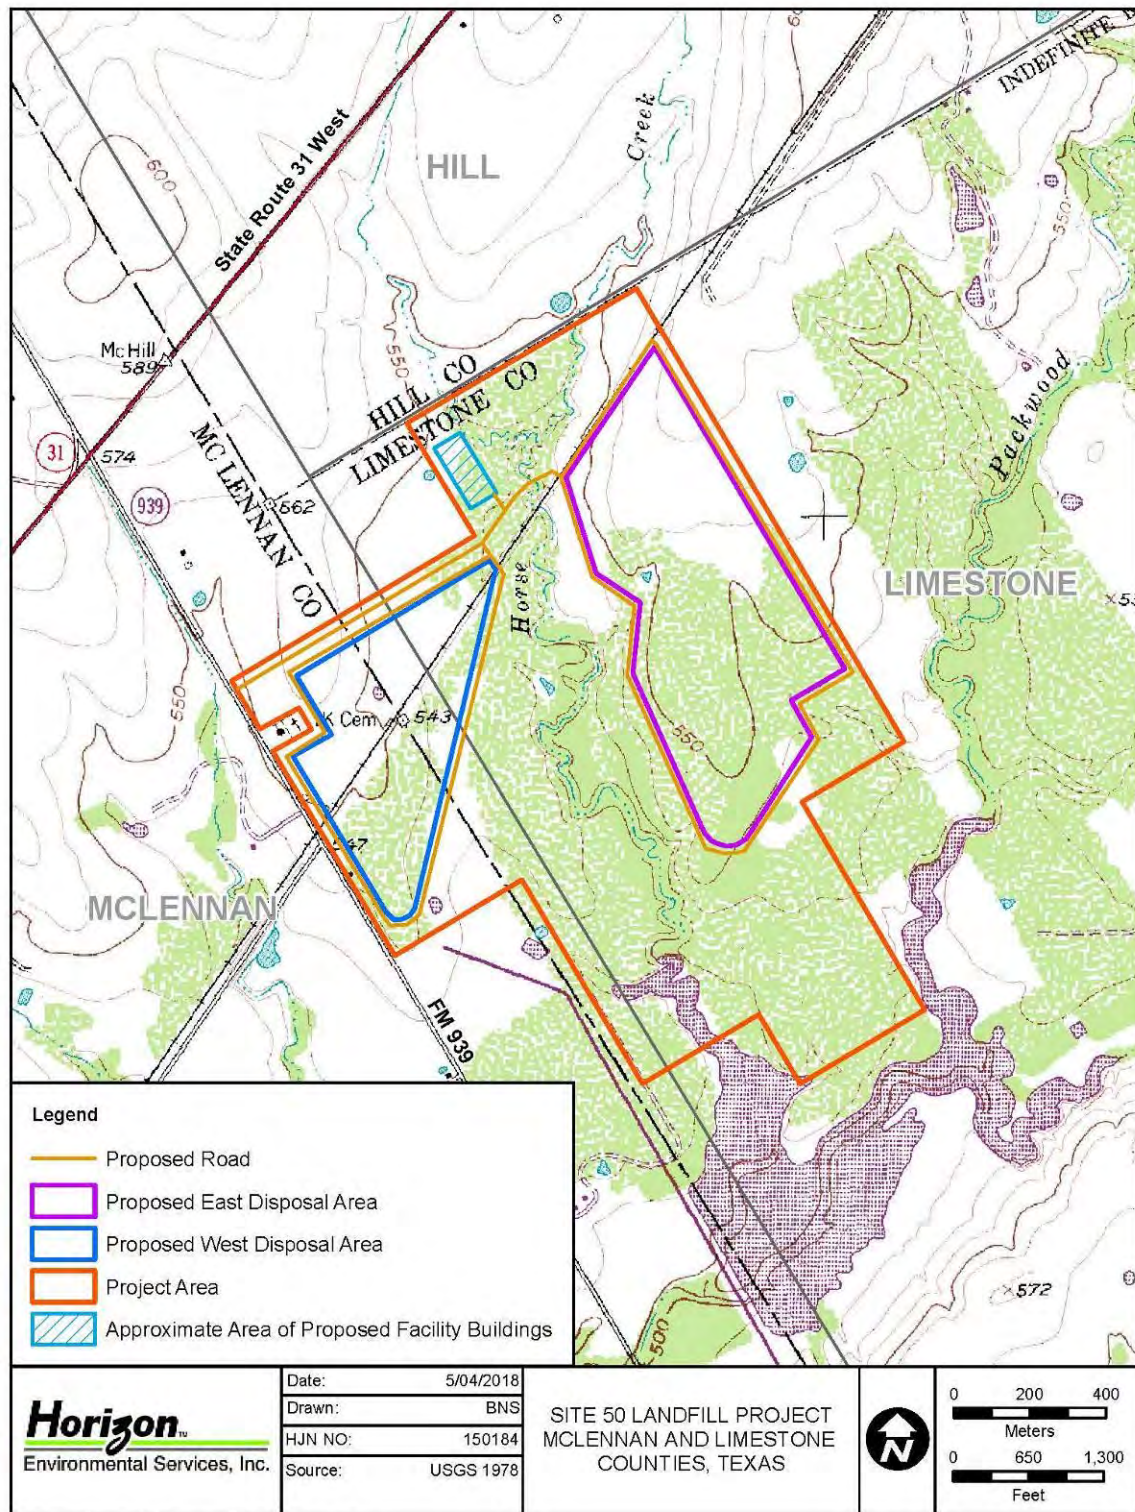 600
INDEFINITE
State Route 31 West
HILL
Creek
600
550
550
McHill
589
HILL CO
LIMESTONE CO
Packwood
31
574
939
562
MC LENNAN CO
Horse
LIMESTONE
550
K Cem
543
550
MCLENNAN
FM 939
Legend
Proposed Road
Proposed East Disposal Area
Proposed West Disposal Area
Project Area
Approximate Area of Proposed Facility Buildings
572
500
Horizon
Environmental Services, Inc.
Date: 5/04/2018
Drawn: BNS
HJN NO: 150184
Source: USGS 1978
SITE 50 LANDFILL PROJECT
MCLENNAN AND LIMESTONE
COUNTIES, TEXAS
N
0 200 400
Meters
0 650 1,300
Feet